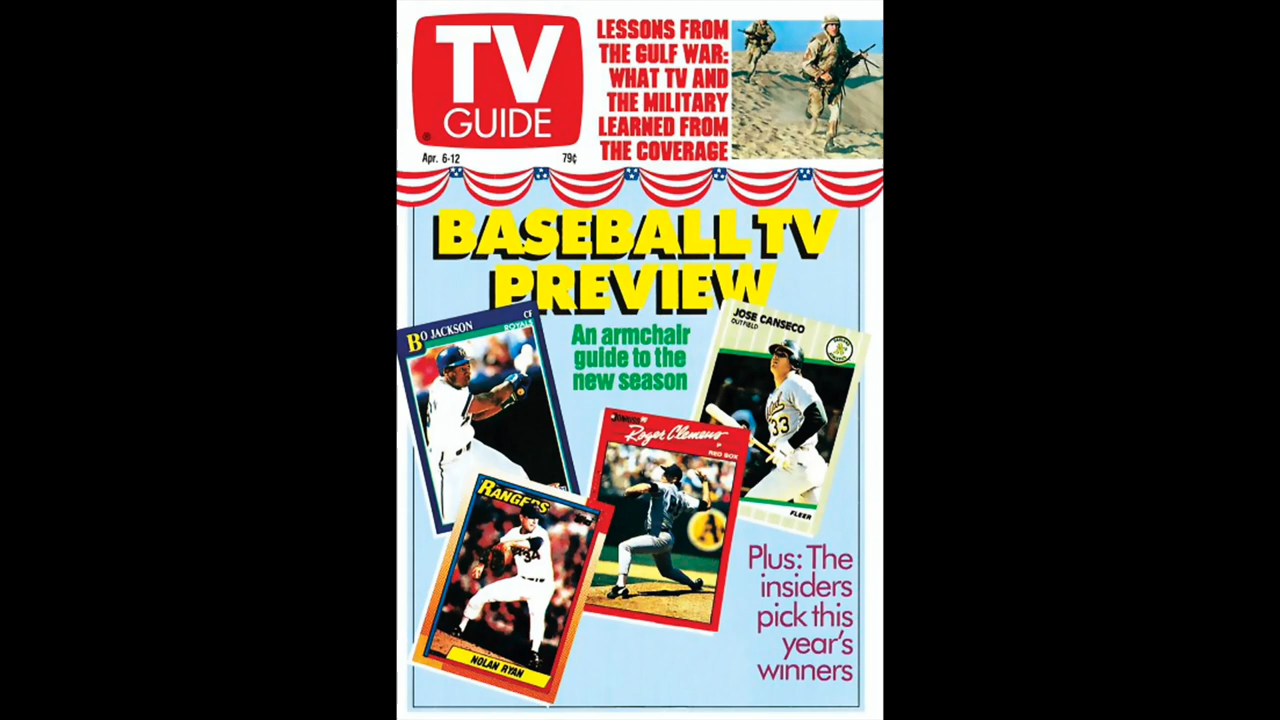 TV
GUIDE
®
Apr. 6-12
79¢
LESSONS FROM
THE GULF WAR:
WHAT TV AND
THE MILITARY
LEARNED FROM
THE COVERAGE
BASEBALL TV
PREVIEW
An armchair
guide to the
new season
BO JACKSON
CF
ROYALS
JOSE CANSECO
OUTFIELD
33
FLEER
DONRUSS
Roger Clemens
P
RED SOX
A
RANGERS
34
NOLAN RYAN
Plus: The
insiders
pick this
year's
winners